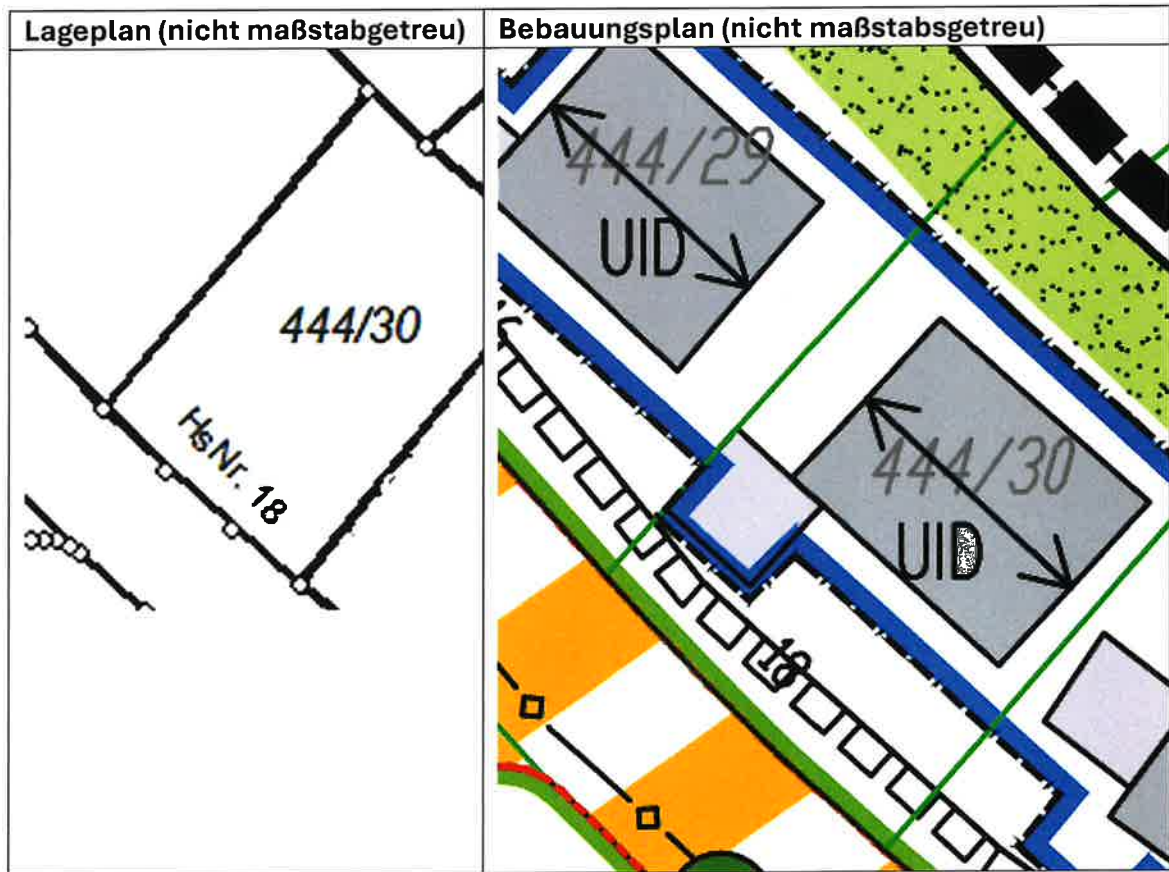 Lageplan (nicht maßstabgetreu)
Bebauungsplan (nicht maßstabsgetreu)
444/30
HsNr. 18
444/29
UID
444/30
UID
18